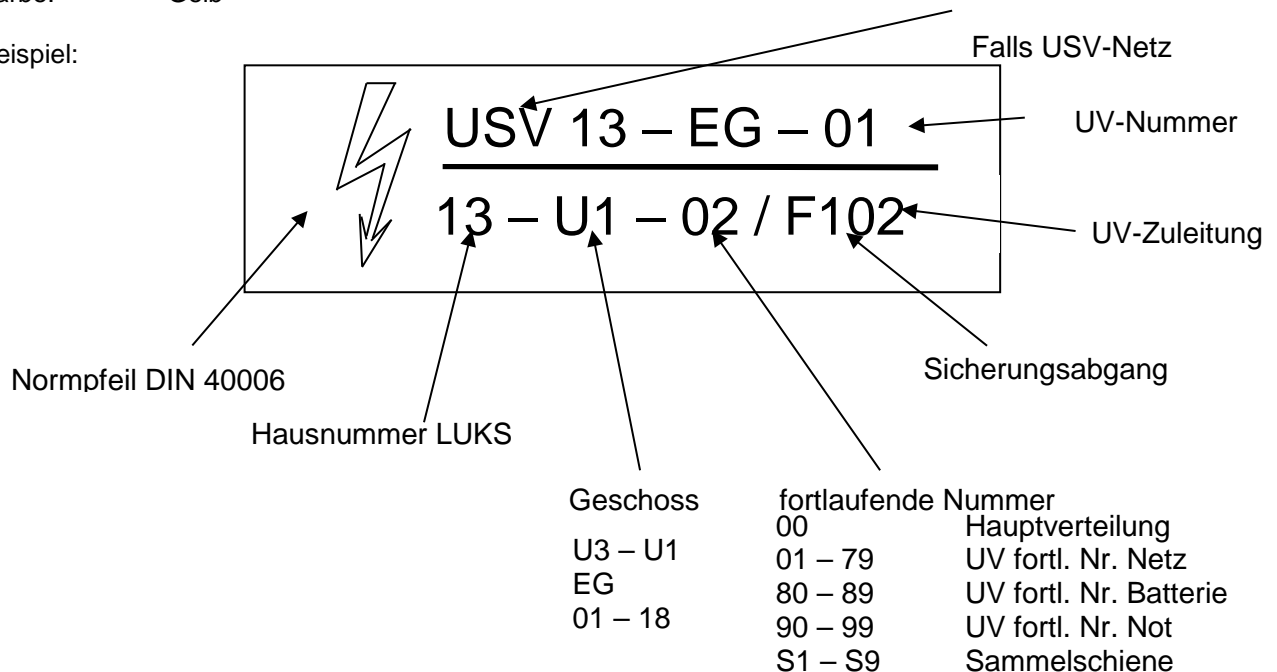 Beispiel:
Falls USV-Netz
USV 13 – EG – 01
UV-Nummer
13 – U1 – 02 / F102
UV-Zuleitung
Normpfeil DIN 40006
Sicherungsabgang
Hausnummer LUKS
Geschoss
U3 – U1
EG
01 – 18
fortlaufende Nummer
00 Hauptverteilung
01 – 79 UV fortl. Nr. Netz
80 – 89 UV fortl. Nr. Batterie
90 – 99 UV fortl. Nr. Not
S1 – S9 Sammelschiene